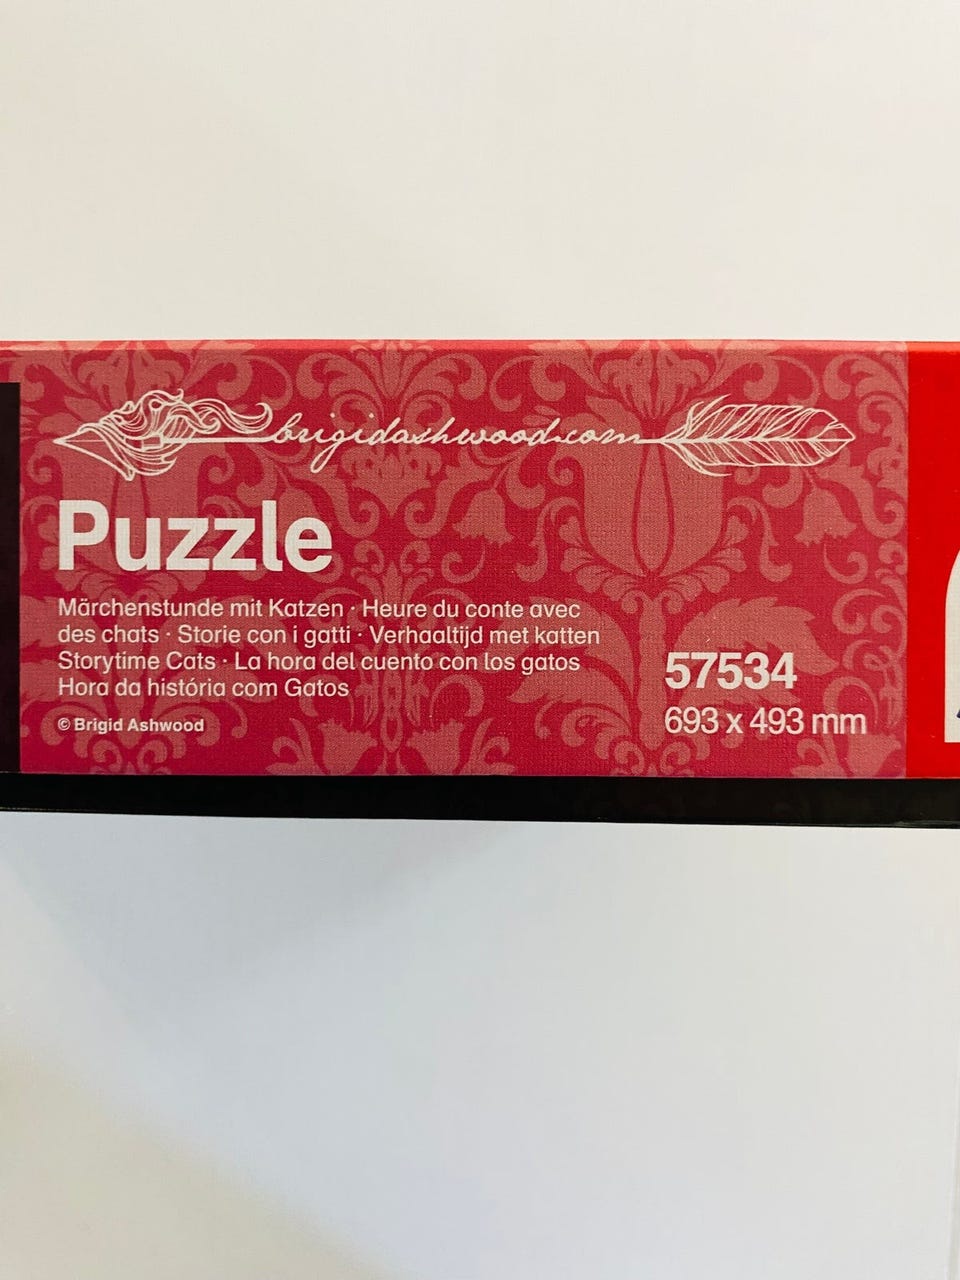 brigidashwood.com
Puzzle
Märchenstunde mit Katzen · Heure du conte avec
des chats · Storie con i gatti · Verhaaltijd met katten
Storytime Cats · La hora del cuento con los gatos
Hora da história com Gatos
© Brigid Ashwood
57534
693 x 493 mm